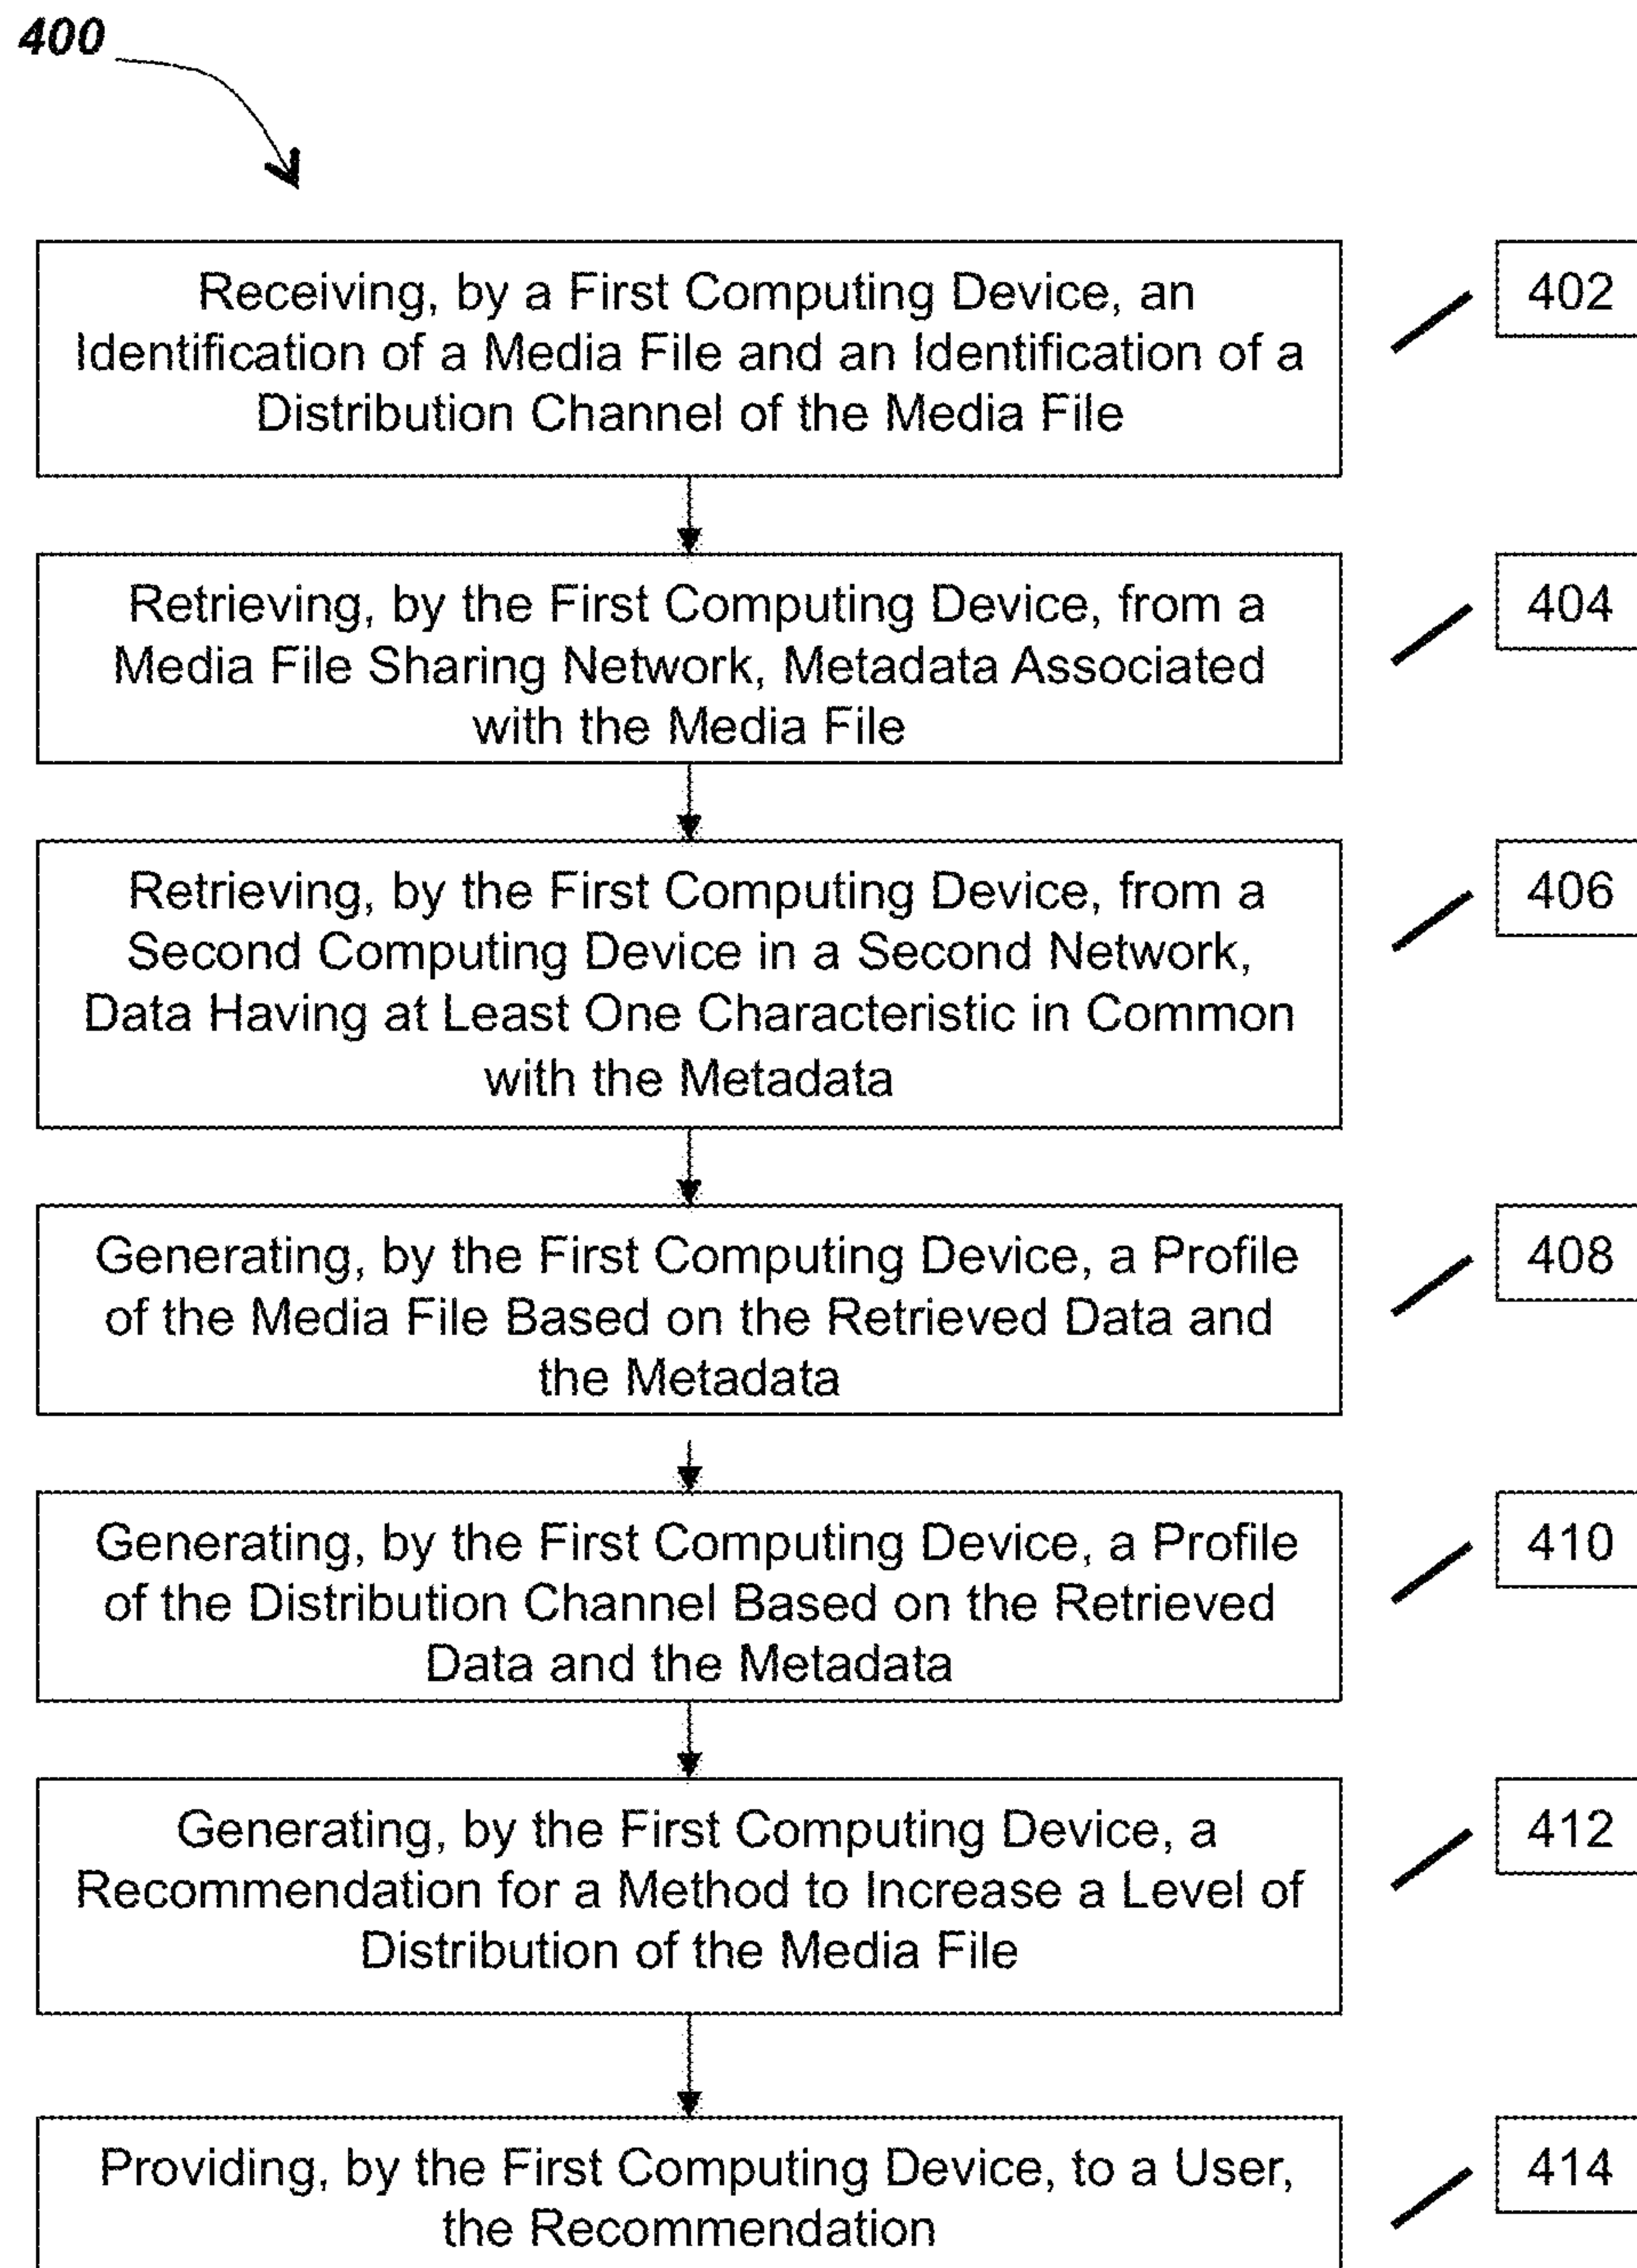 400
Receiving, by a First Computing Device, an
Identification of a Media File and an Identification of a
Distribution Channel of the Media File
402
Retrieving, by the First Computing Device, from a
Media File Sharing Network, Metadata Associated
with the Media File
404
Retrieving, by the First Computing Device, from a
Second Computing Device in a Second Network,
Data Having at Least One Characteristic in Common
with the Metadata
406
Generating, by the First Computing Device, a Profile
of the Media File Based on the Retrieved Data and
the Metadata
408
Generating, by the First Computing Device, a Profile
of the Distribution Channel Based on the Retrieved
Data and the Metadata
410
Generating, by the First Computing Device, a
Recommendation for a Method to Increase a Level of
Distribution of the Media File
412
Providing, by the First Computing Device, to a User,
the Recommendation
414